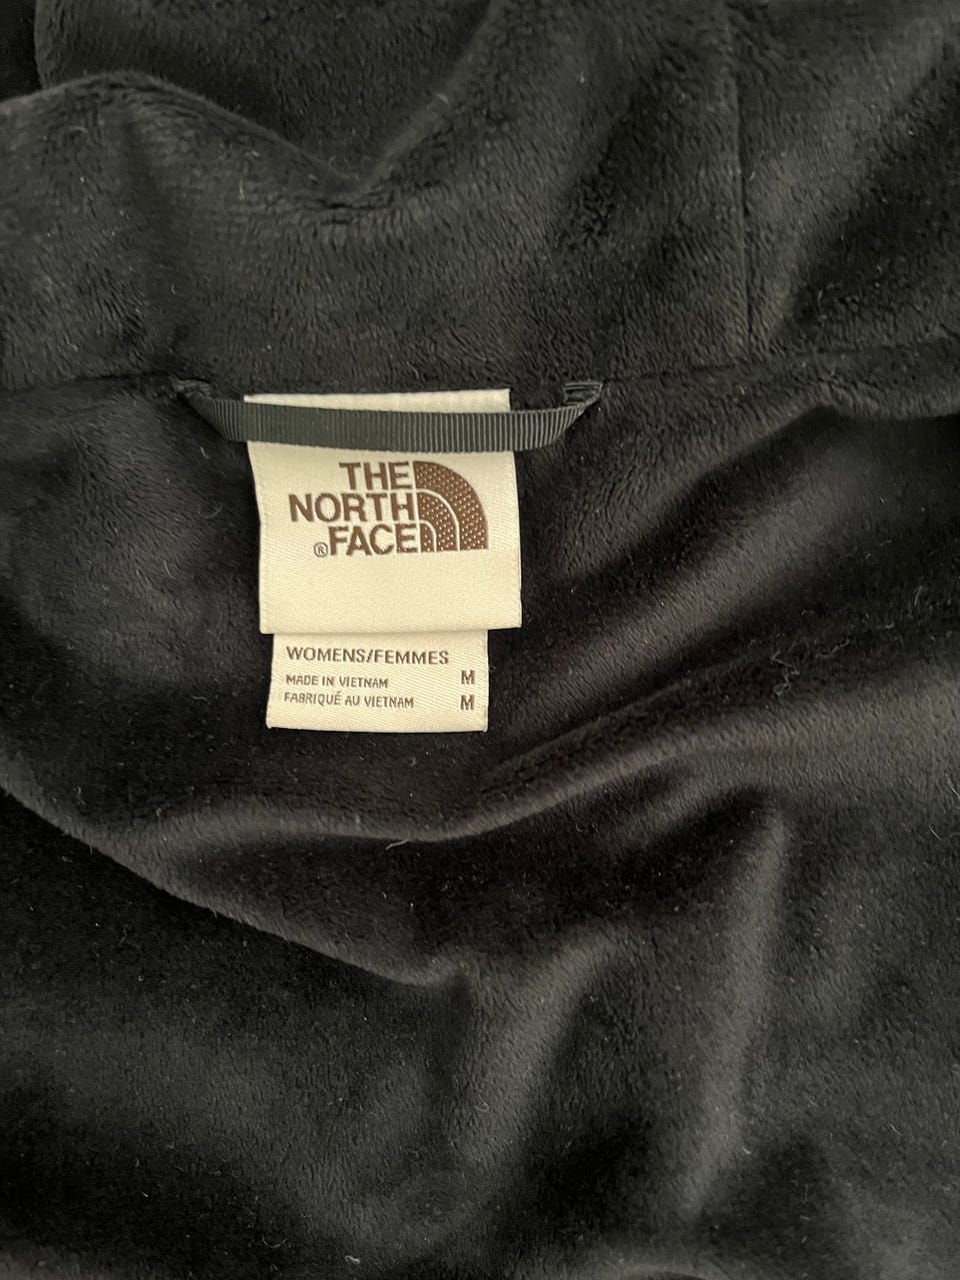 THE
NORTH
®FACE
WOMENS/FEMMES
MADE IN VIETNAM M
FABRIQUÉ AU VIETNAM M